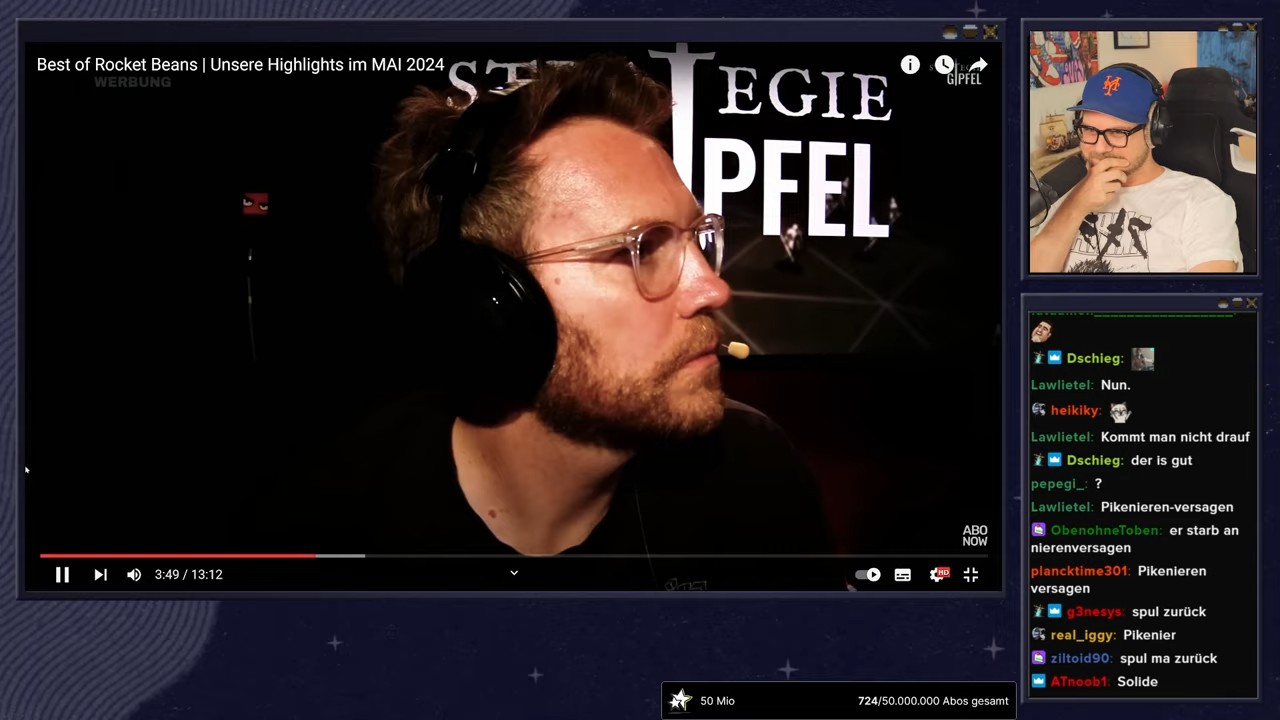 Best of Rocket Beans | Unsere Highlights im MAI 2024
WERBUNG
EGIE
PFEL
GIPFEL
ABO
NOW
3:49 / 13:12
HD
Dschieg:
Lawlietel: Nun.
heikiky:
Lawlietel: Kommt man nicht drauf
Dschieg: der is gut
pepegi_: ?
Lawlietel: Pikenieren-versagen
ObenohneToben: er starb an
nierenversagen
plancktime301: Pikenieren
versagen
g3nesys: spul zurück
real_iggy: Pikenier
ziltoid90: spul ma zurück
ATnoob1: Solide
50 Mio
724/50.000.000 Abos gesamt